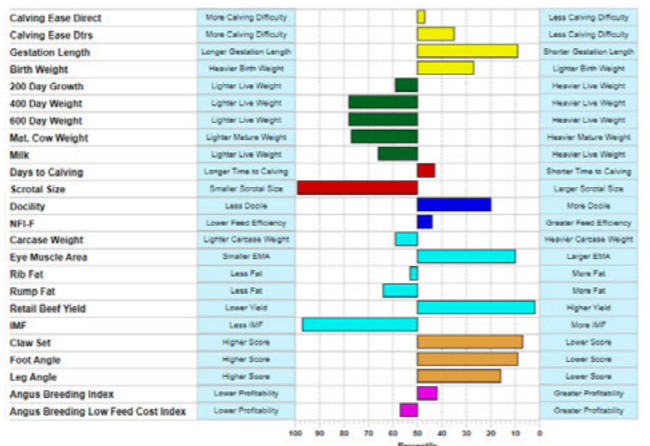 Calving Ease Direct More Calving Difficulty Less Calving Difficulty
Calving Ease Dtrs More Calving Difficulty Less Calving Difficulty
Gestation Length Longer Gestation Length Shorter Gestation Length
Birth Weight Heavier Birth Weight Lighter Birth Weight
200 Day Growth Lighter Live Weight Heavier Live Weight
400 Day Weight Lighter Live Weight Heavier Live Weight
600 Day Weight Lighter Live Weight Heavier Live Weight
Mat. Cow Weight Lighter Mature Weight Heavier Mature Weight
Milk Lighter Live Weight Heavier Live Weight
Days to Calving Longer Time to Calving Shorter Time to Calving
Scrotal Size Smaller Scrotal Size Larger Scrotal Size
Docility Less Docile More Docile
NFI-F Lower Feed Efficiency Greater Feed Efficiency
Carcase Weight Lighter Carcase Weight Heavier Carcase Weight
Eye Muscle Area Smaller EMA Larger EMA
Rib Fat Less Fat More Fat
Rump Fat Less Fat More Fat
Retail Beef Yield Lower Yield Higher Yield
IMF Less IMF More IMF
Claw Set Higher Score Lower Score
Foot Angle Higher Score Lower Score
Leg Angle Higher Score Lower Score
Angus Breeding Index Lower Profitability Greater Profitability
Angus Breeding Low Feed Cost Index Lower Profitability Greater Profitability
100 90 80 70 60 50 40 30 20 10 0
Percentile